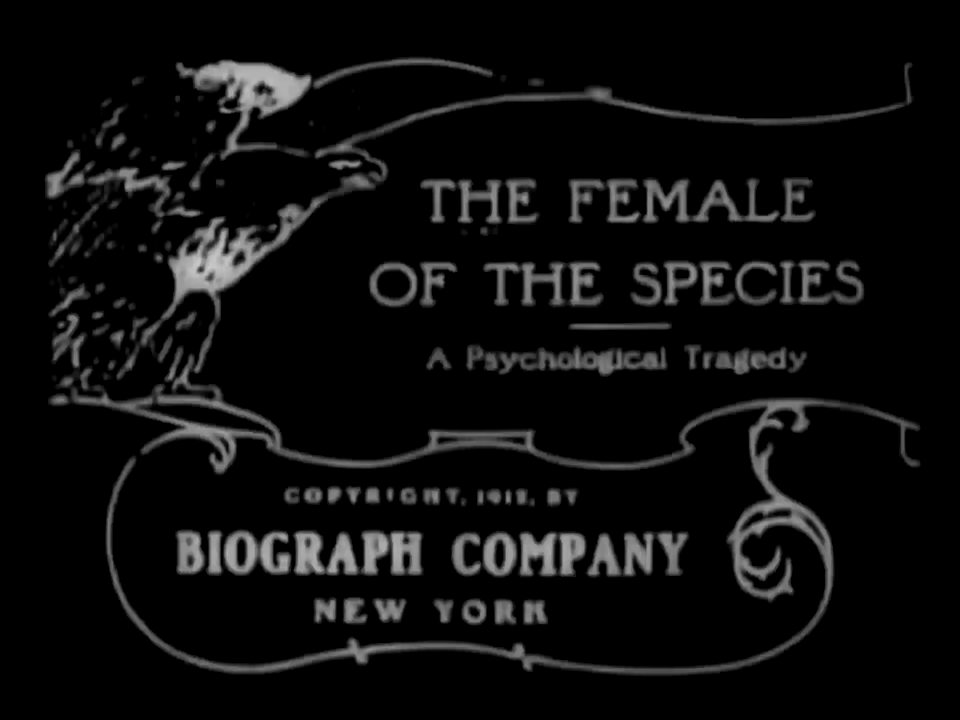 THE FEMALE
OF THE SPECIES
A Psychological Tragedy
COPYRIGHT, 1912, BY
BIOGRAPH COMPANY
NEW YORK